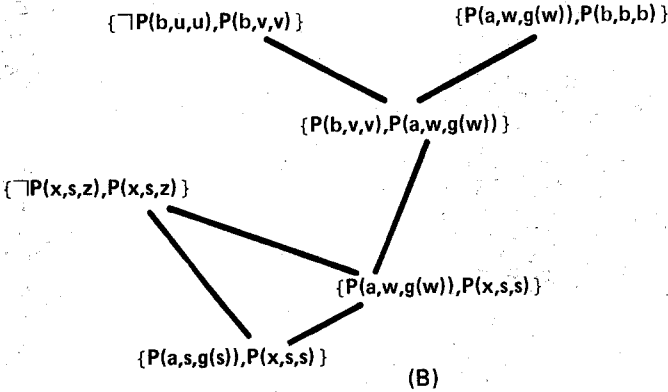 {¬P(b,u,u),P(b,v,v)}
{P(a,w,g(w)),P(b,b,b)}
{P(b,v,v),P(a,w,g(w))}
{¬P(x,s,z),P(x,s,z)}
{P(a,w,g(w)),P(x,s,s)}
{P(a,s,g(s)),P(x,s,s)}
(B)